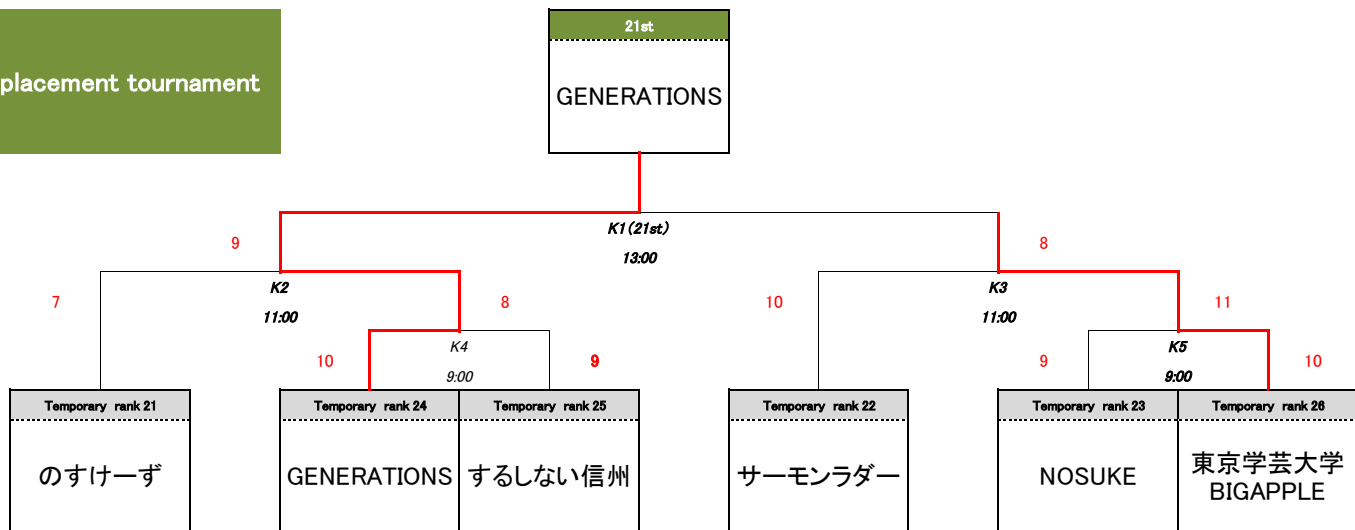 21st
placement tournament
GENERATIONS
K1(21st)
9
8
13:00
K2
K3
7
8
10
11
11:00
11:00
K4
K5
10
9
9
10
9:00
9:00
Temporary rank 21
Temporary rank 24
Temporary rank 25
Temporary rank 22
Temporary rank 23
Temporary rank 26
のすけーず
GENERATIONS
するしない信州
サーモンラダー
NOSUKE
東京学芸大学
BIGAPPLE